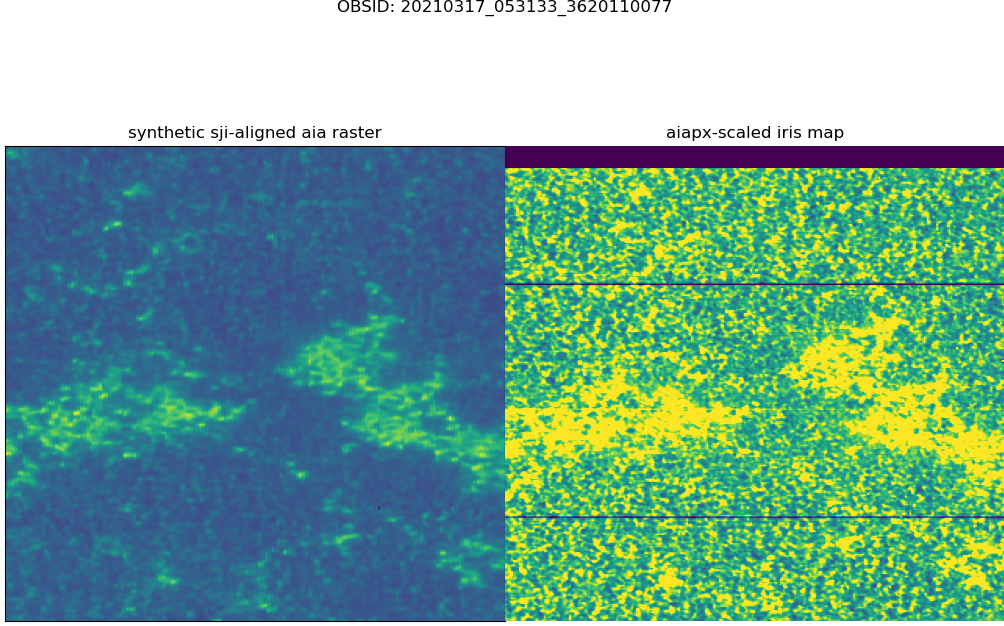 OBSID: 20210317_053133_3620110077
synthetic sji-aligned aia raster
aiapx-scaled iris map